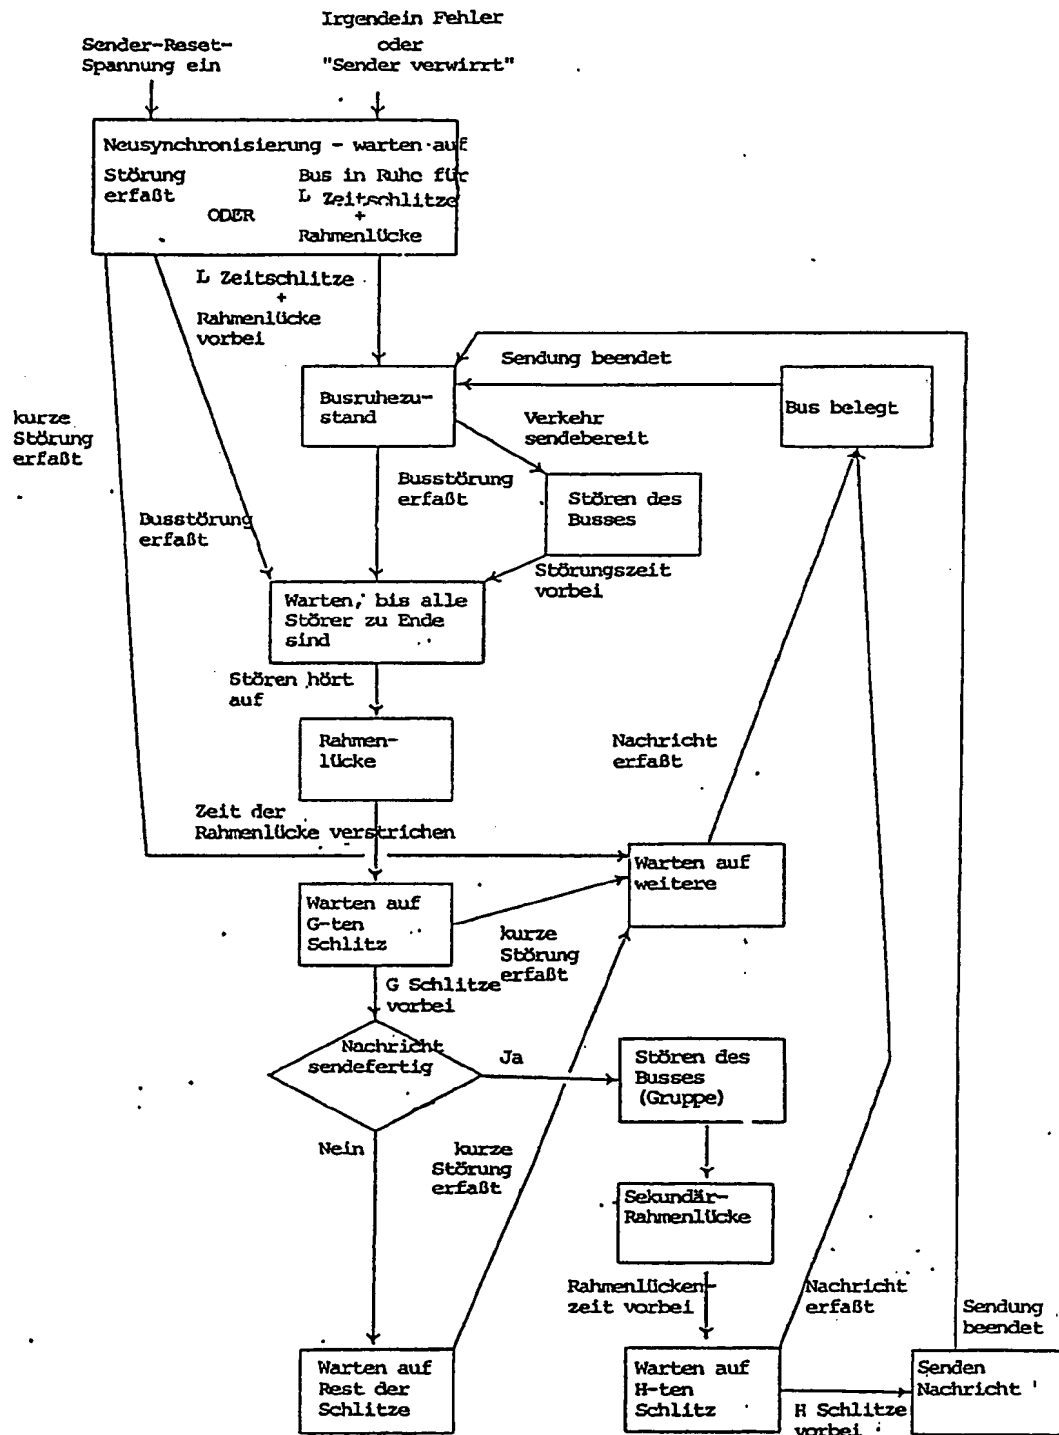 Irgendein Fehler
oder
"Sender verwirrt"
Sender-Reset-
Spannung ein
Neusynchronisierung - warten auf
Störung
erfaßt
ODER
Bus in Ruhe für
L Zeitschlitze
+
Rahmenlücke
L Zeitschlitze
+
Rahmenlücke
vorbei
Sendung beendet
Busruhezu-
stand
Bus belegt
kurze
Störung
erfaßt
Verkehr
sendebereit
Busstörung
erfaßt
Stören des
Busses
Busstörung
erfaßt
Störungszeit
vorbei
Warten, bis alle
Störer zu Ende
sind
Stören hört
auf
Rahmen-
lücke
Nachricht
erfaßt
Zeit der
Rahmenlücke verstrichen
Warten auf
weitere
Warten auf
G-ten
Schlitz
kurze
Störung
erfaßt
G Schlitze
vorbei
Nachricht
sendefertig
Ja
Stören des
Busses
(Gruppe)
Nein
kurze
Störung
erfaßt
Sekundär-
Rahmenlücke
Rahmenlücken-
zeit vorbei
Nachricht
erfaßt
Sendung
beendet
Warten auf
Rest der
Schlitze
Warten auf
H-ten
Schlitz
H Schlitze
vorbei
Senden
Nachricht